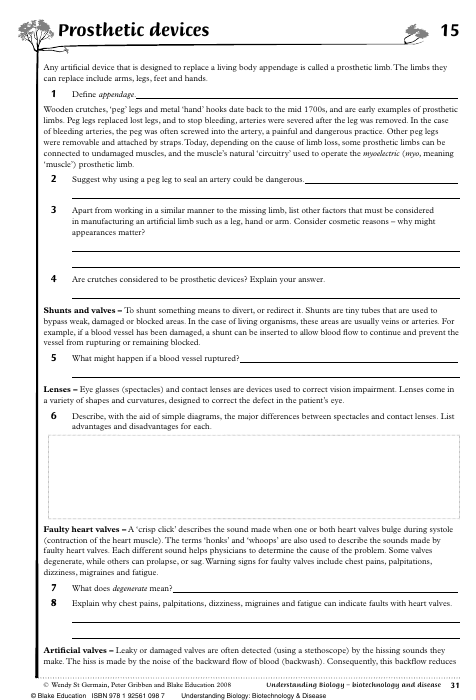 Prosthetic devices
15
Any artificial device that is designed to replace a living body appendage is called a prosthetic limb. The limbs they
can replace include arms, legs, feet and hands.
1 Define appendage.
Wooden crutches, 'peg' legs and metal 'hand' hooks date back to the mid 1700s, and are early examples of prosthetic
limbs. Peg legs replaced lost legs, and to stop bleeding, arteries were severed after the leg was removed. In the case
of bleeding arteries, the peg was often screwed into the artery, a painful and dangerous practice. Other peg legs
were removable and attached by straps. Today, depending on the cause of limb loss, some prosthetic limbs can be
connected to undamaged muscles, and the muscle's natural 'circuitry' used to operate the myoelectric (myo, meaning
'muscle') prosthetic limb.
2 Suggest why using a peg leg to seal an artery could be dangerous.
3 Apart from working in a similar manner to the missing limb, list other factors that must be considered
in manufacturing an artificial limb such as a leg, hand or arm. Consider cosmetic reasons – why might
appearances matter?
4 Are crutches considered to be prosthetic devices? Explain your answer.
Shunts and valves – To shunt something means to divert, or redirect it. Shunts are tiny tubes that are used to
bypass weak, damaged or blocked areas. In the case of living organisms, these areas are usually veins or arteries. For
example, if a blood vessel has been damaged, a shunt can be inserted to allow blood flow to continue and prevent the
vessel from rupturing or remaining blocked.
5 What might happen if a blood vessel ruptured?
Lenses – Eye glasses (spectacles) and contact lenses are devices used to correct vision impairment. Lenses come in
a variety of shapes and curvatures, designed to correct the defect in the patient's eye.
6 Describe, with the aid of simple diagrams, the major differences between spectacles and contact lenses. List
advantages and disadvantages for each.
Faulty heart valves – A 'crisp click' describes the sound made when one or both heart valves bulge during systole
(contraction of the heart muscle). The terms 'honks' and 'whoops' are also used to describe the sounds made by
faulty heart valves. Each different sound helps physicians to determine the cause of the problem. Some valves
degenerate, while others can prolapse, or sag. Warning signs for faulty valves include chest pains, palpitations,
dizziness, migraines and fatigue.
7 What does degenerate mean?
8 Explain why chest pains, palpitations, dizziness, migraines and fatigue can indicate faults with heart valves.
Artificial valves – Leaky or damaged valves are often detected (using a stethoscope) by the hissing sounds they
make. The hiss is made by the noise of the backward flow of blood (backwash). Consequently, this backflow reduces
© Wendy St Germain, Peter Gribben and Blake Education 2008 Understanding Biology – biotechnology and disease 31
© Blake Education ISBN 978 1 92561 098 7 Understanding Biology: Biotechnology & Disease